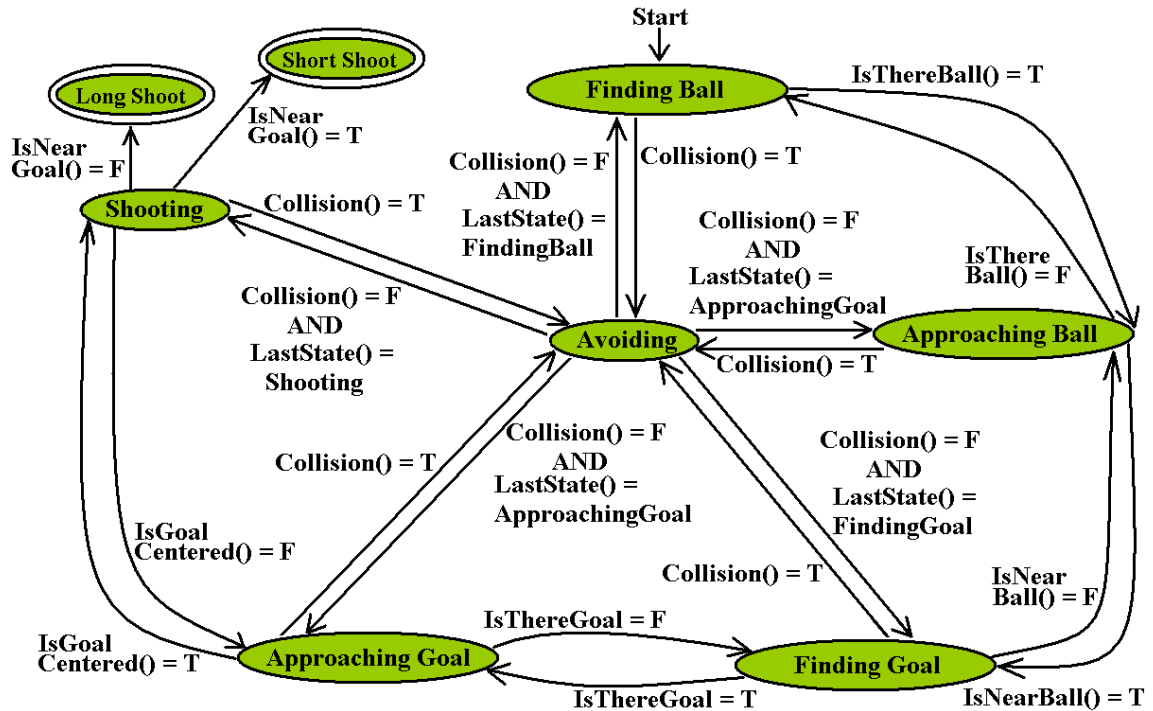 Start
Short Shoot
Long Shoot
Finding Ball
IsThereBall() = T
IsNear
Goal() = T
IsNear
Goal() = F
Collision() = F
AND
LastState() =
FindingBall
Collision() = T
Shooting
Collision() = T
Collision() = F
AND
LastState() =
ApproachingGoal
IsThere
Ball() = F
Collision() = F
AND
LastState() =
Shooting
Avoiding
Approaching Ball
Collision() = T
Collision() = T
Collision() = F
AND
LastState() =
ApproachingGoal
Collision() = F
AND
LastState() =
FindingGoal
IsGoal
Centered() = F
Collision() = T
IsNear
Ball() = F
IsGoal
Centered() = T
IsThereGoal = F
Approaching Goal
Finding Goal
IsThereGoal = T
IsNearBall() = T